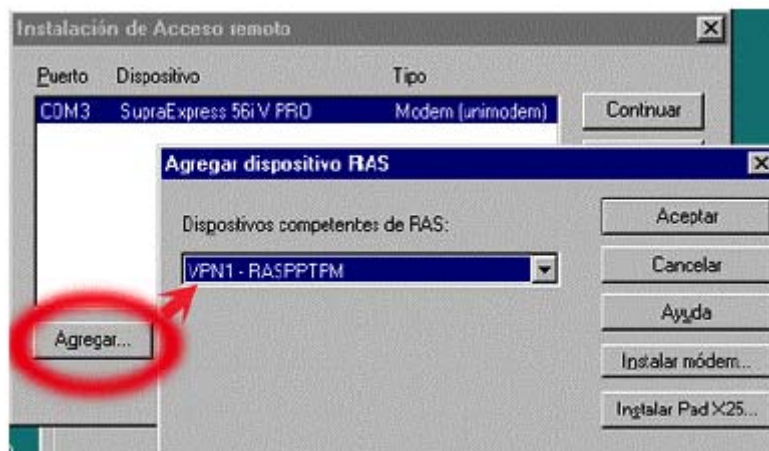 Instalación de Acceso remoto
Puerto Dispositivo Tipo
COM3 SupraExpress 56i V PRO Modem (unimodem)
Continuar
Agregar dispositivo RAS
Dispostivos competentes de RAS:
VPN1 - RASPPTPM
Aceptar
Cancelar
Ayuda
Instalar módem...
Instalar Pad X25...
Agregar...